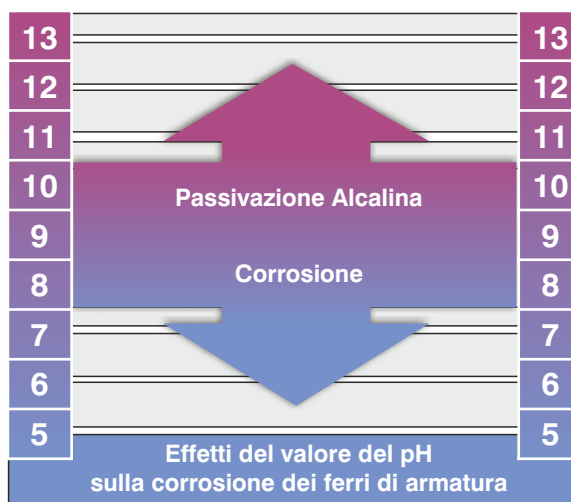 13 13
12 12
11 11
10 10
Passivazione Alcalina
9 9
Corrosione
8 8
7 7
6 6
5 5
Effetti del valore del pH
sulla corrosione dei ferri di armatura